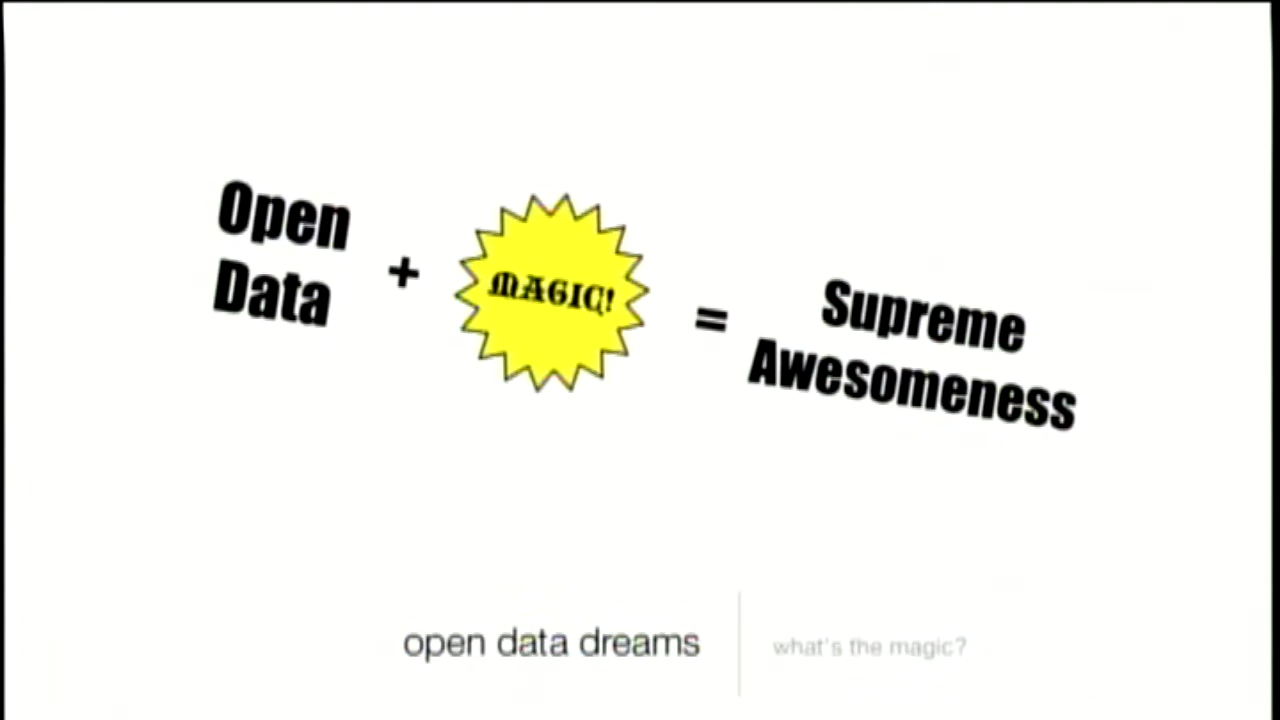 Open
Data
+
MAGIC!
=
Supreme
Awesomeness
open data dreams
what's the magic?